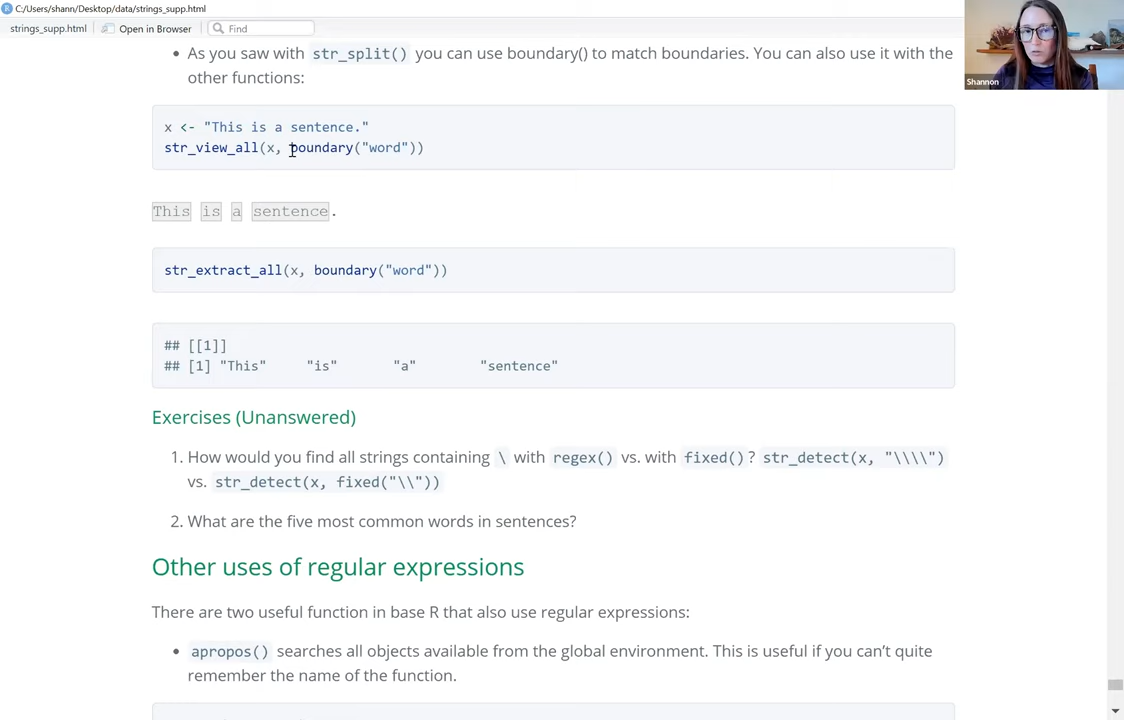 C:/Users/shann/Desktop/data/strings_supp.html
strings_supp.html Open in Browser Find
Shannon
• As you saw with str_split() you can use boundary() to match boundaries. You can also use it with the
other functions:
x <- "This is a sentence."
str_view_all(x, boundary("word"))
This is a sentence.
str_extract_all(x, boundary("word"))
## [[1]]
## [1] "This" "is" "a" "sentence"
Exercises (Unanswered)
1. How would you find all strings containing \ with regex() vs. with fixed()? str_detect(x, "\\\\")
vs. str_detect(x, fixed("\\"))
2. What are the five most common words in sentences?
Other uses of regular expressions
There are two useful function in base R that also use regular expressions:
• apropos() searches all objects available from the global environment. This is useful if you can't quite
remember the name of the function.